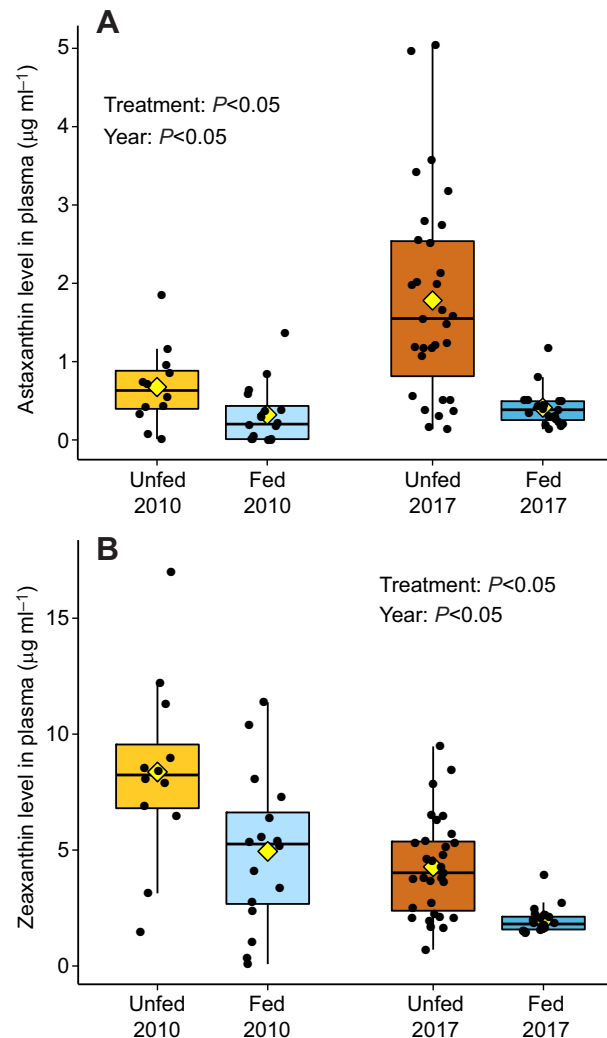 A
Astaxanthin level in plasma (µg ml⁻¹)
5
4
3
2
1
0
Treatment: P<0.05
Year: P<0.05
Unfed Fed Unfed Fed
2010 2010 2017 2017
B
Zeaxanthin level in plasma (µg ml⁻¹)
15
10
5
0
Treatment: P<0.05
Year: P<0.05
Unfed Fed Unfed Fed
2010 2010 2017 2017